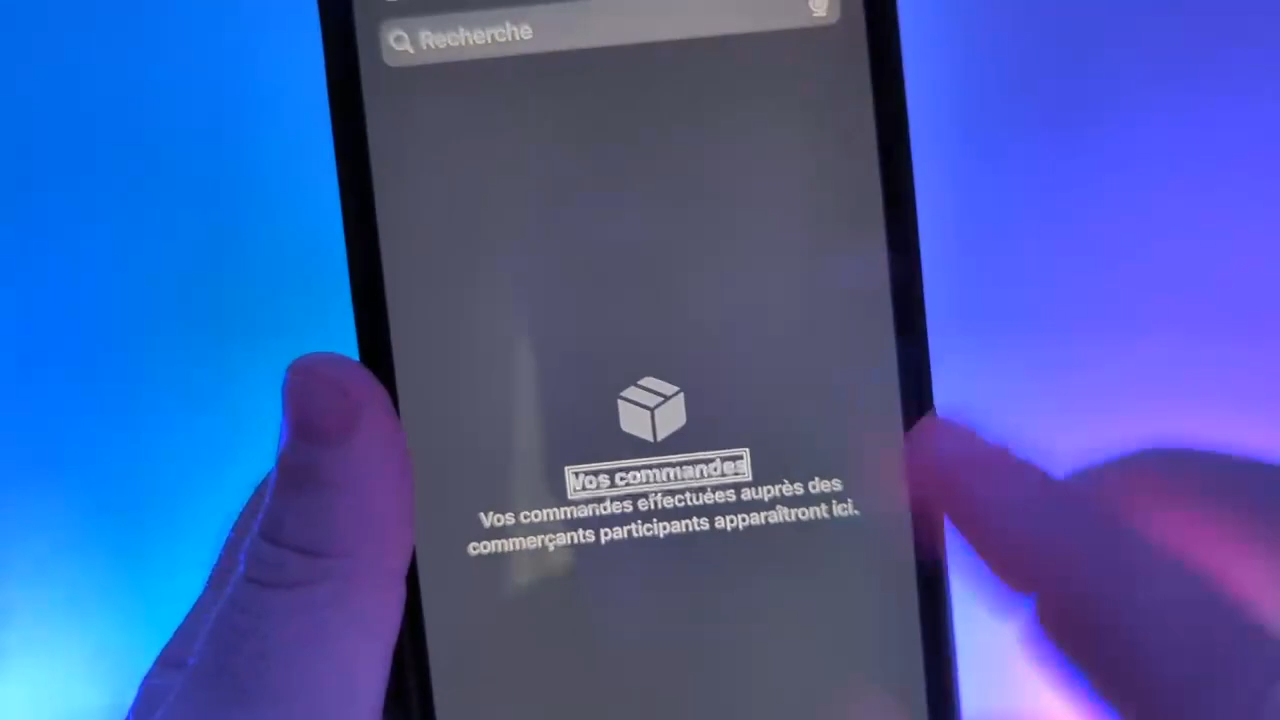 Recherche
Vos commandes
Vos commandes effectuées auprès des
commerçants participants apparaîtront ici.